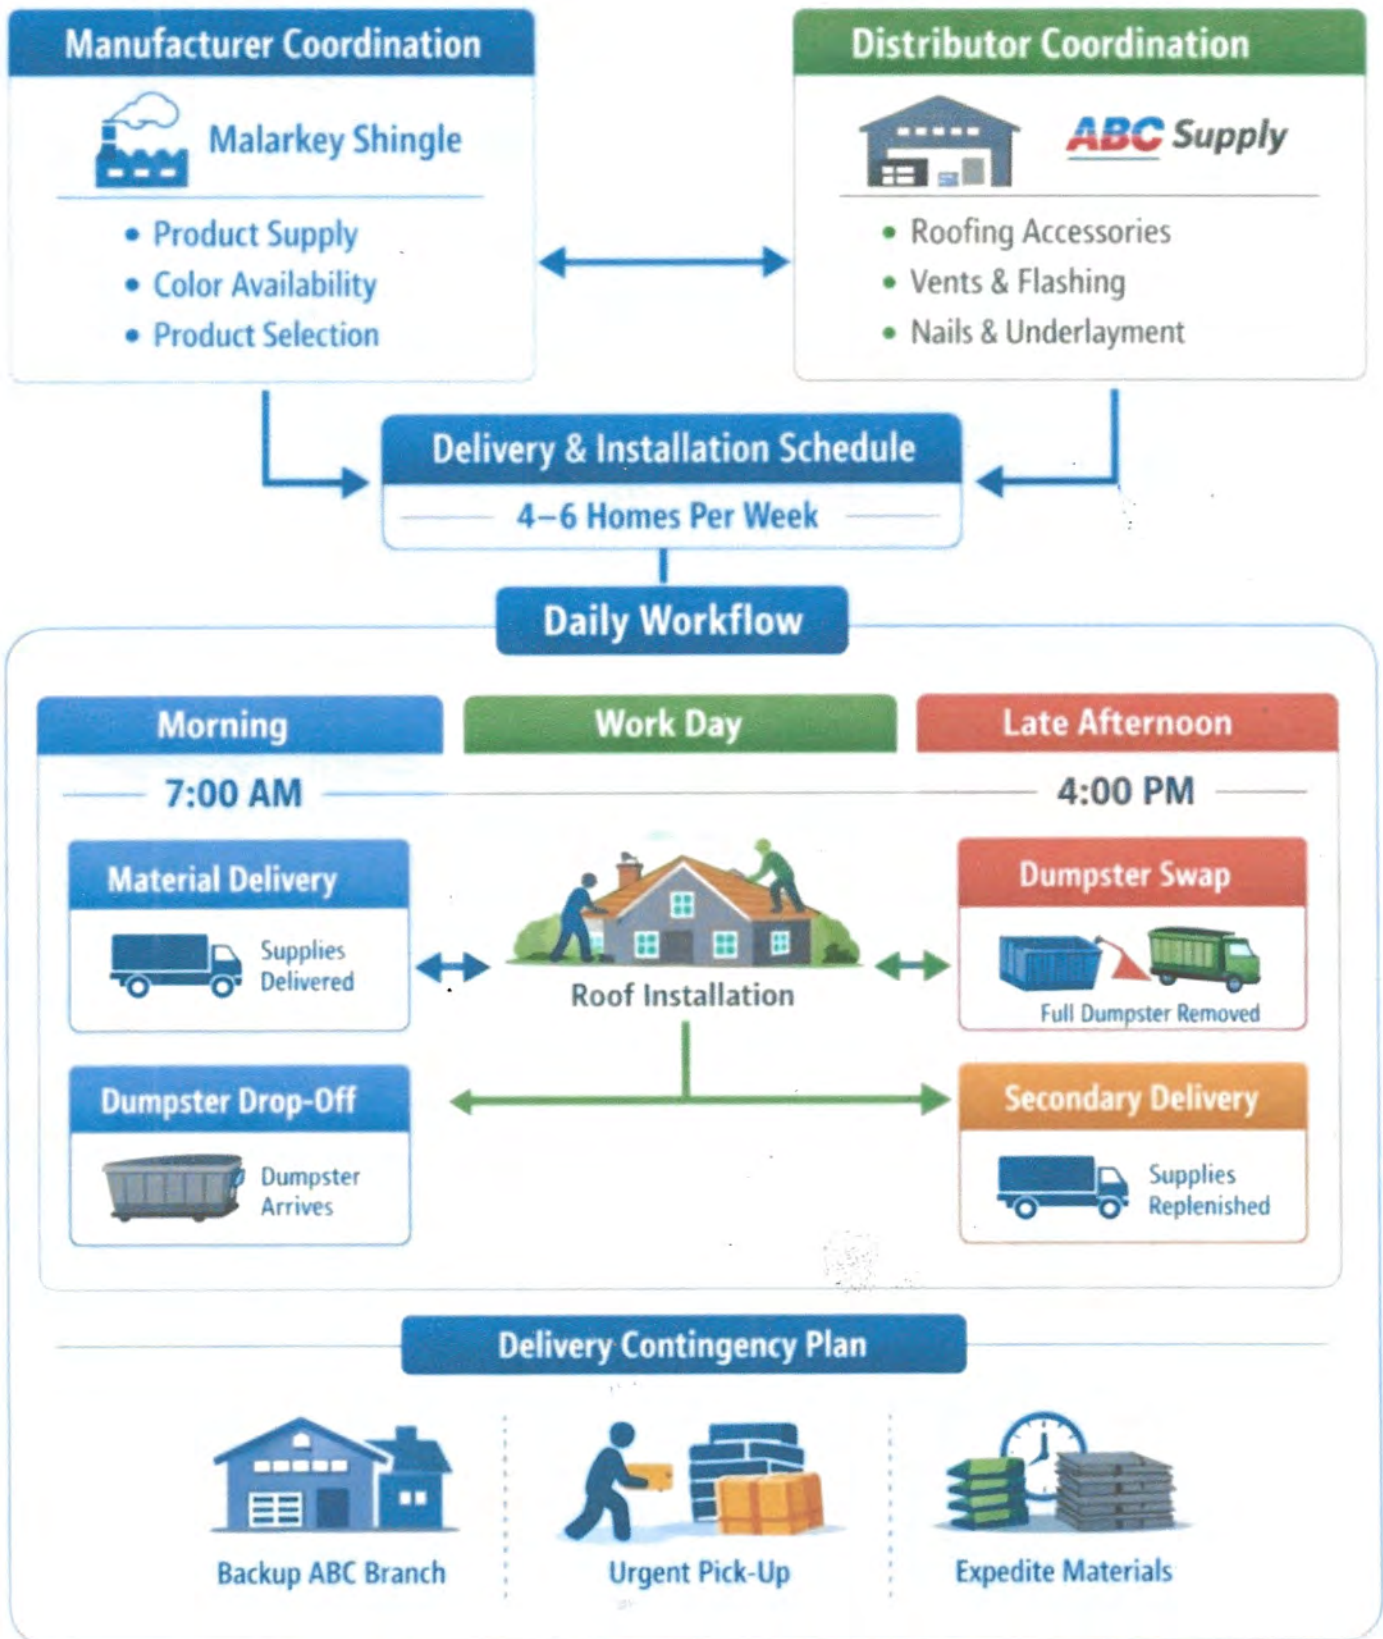 Manufacturer Coordination
Malarkey Shingle
• Product Supply
• Color Availability
• Product Selection
Distributor Coordination
ABC Supply
• Roofing Accessories
• Vents & Flashing
• Nails & Underlayment
Delivery & Installation Schedule
4–6 Homes Per Week
Daily Workflow
Morning
Work Day
Late Afternoon
7:00 AM
4:00 PM
Material Delivery
Supplies
Delivered
Roof Installation
Dumpster Swap
Full Dumpster Removed
Dumpster Drop-Off
Dumpster
Arrives
Secondary Delivery
Supplies
Replenished
Delivery Contingency Plan
Backup ABC Branch
Urgent Pick-Up
Expedite Materials